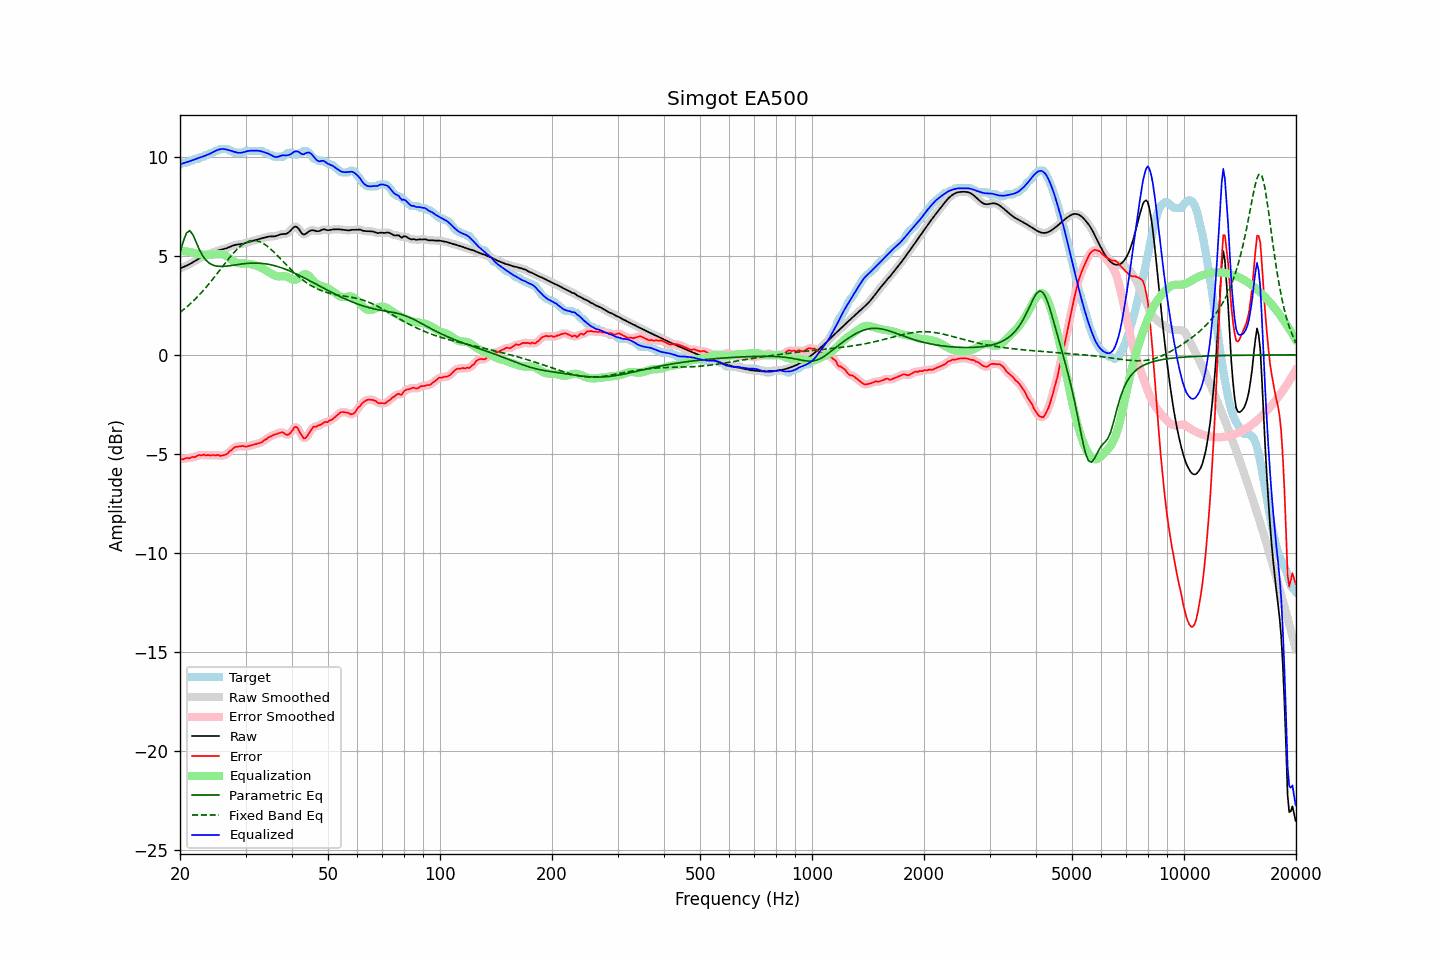 Simgot EA500
Amplitude (dBr)
10
5
0
−5
−10
−15
−20
−25
Target
Raw Smoothed
Error Smoothed
Raw
Error
Equalization
Parametric Eq
Fixed Band Eq
Equalized
20 50 100 200 500 1000 2000 5000 10000 20000
Frequency (Hz)